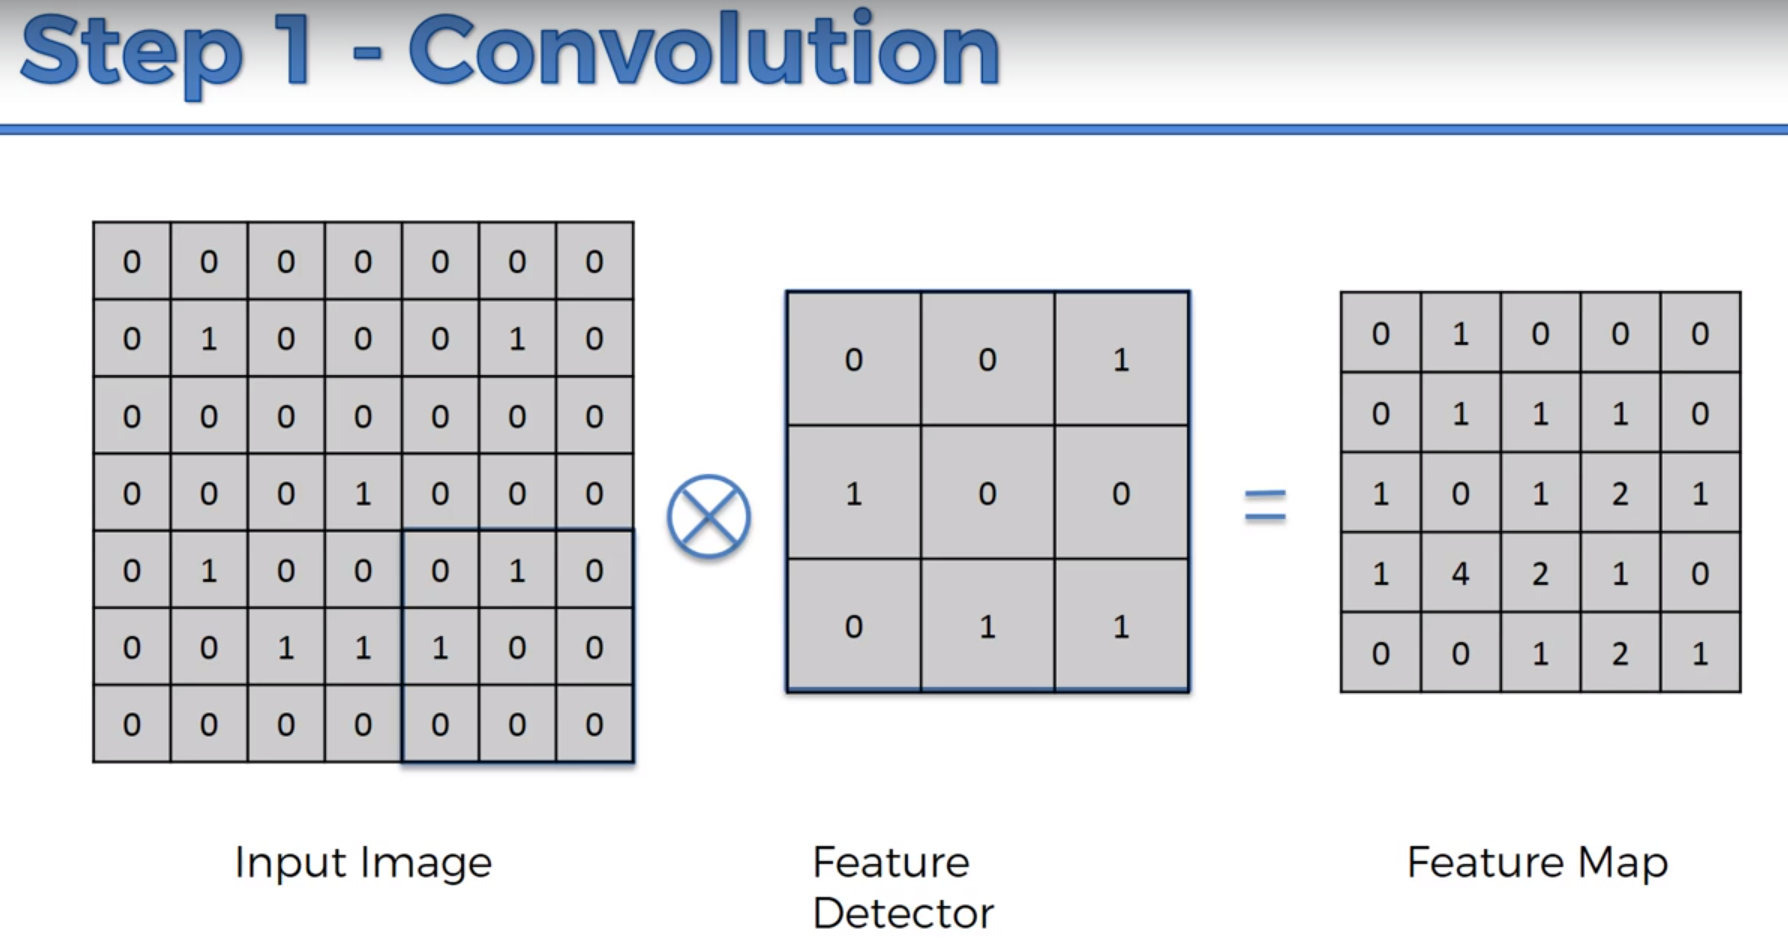 Step 1 - Convolution
0 0 0 0 0 0 0
0 1 0 0 0 1 0
0 0 0 0 0 0 0
0 0 0 1 0 0 0
0 1 0 0 0 1 0
0 0 1 1 1 0 0
0 0 0 0 0 0 0
0 0 1
1 0 0
0 1 1
=
0 1 0 0 0
0 1 1 1 0
1 0 1 2 1
1 4 2 1 0
0 0 1 2 1
Input Image
Feature
Detector
Feature Map